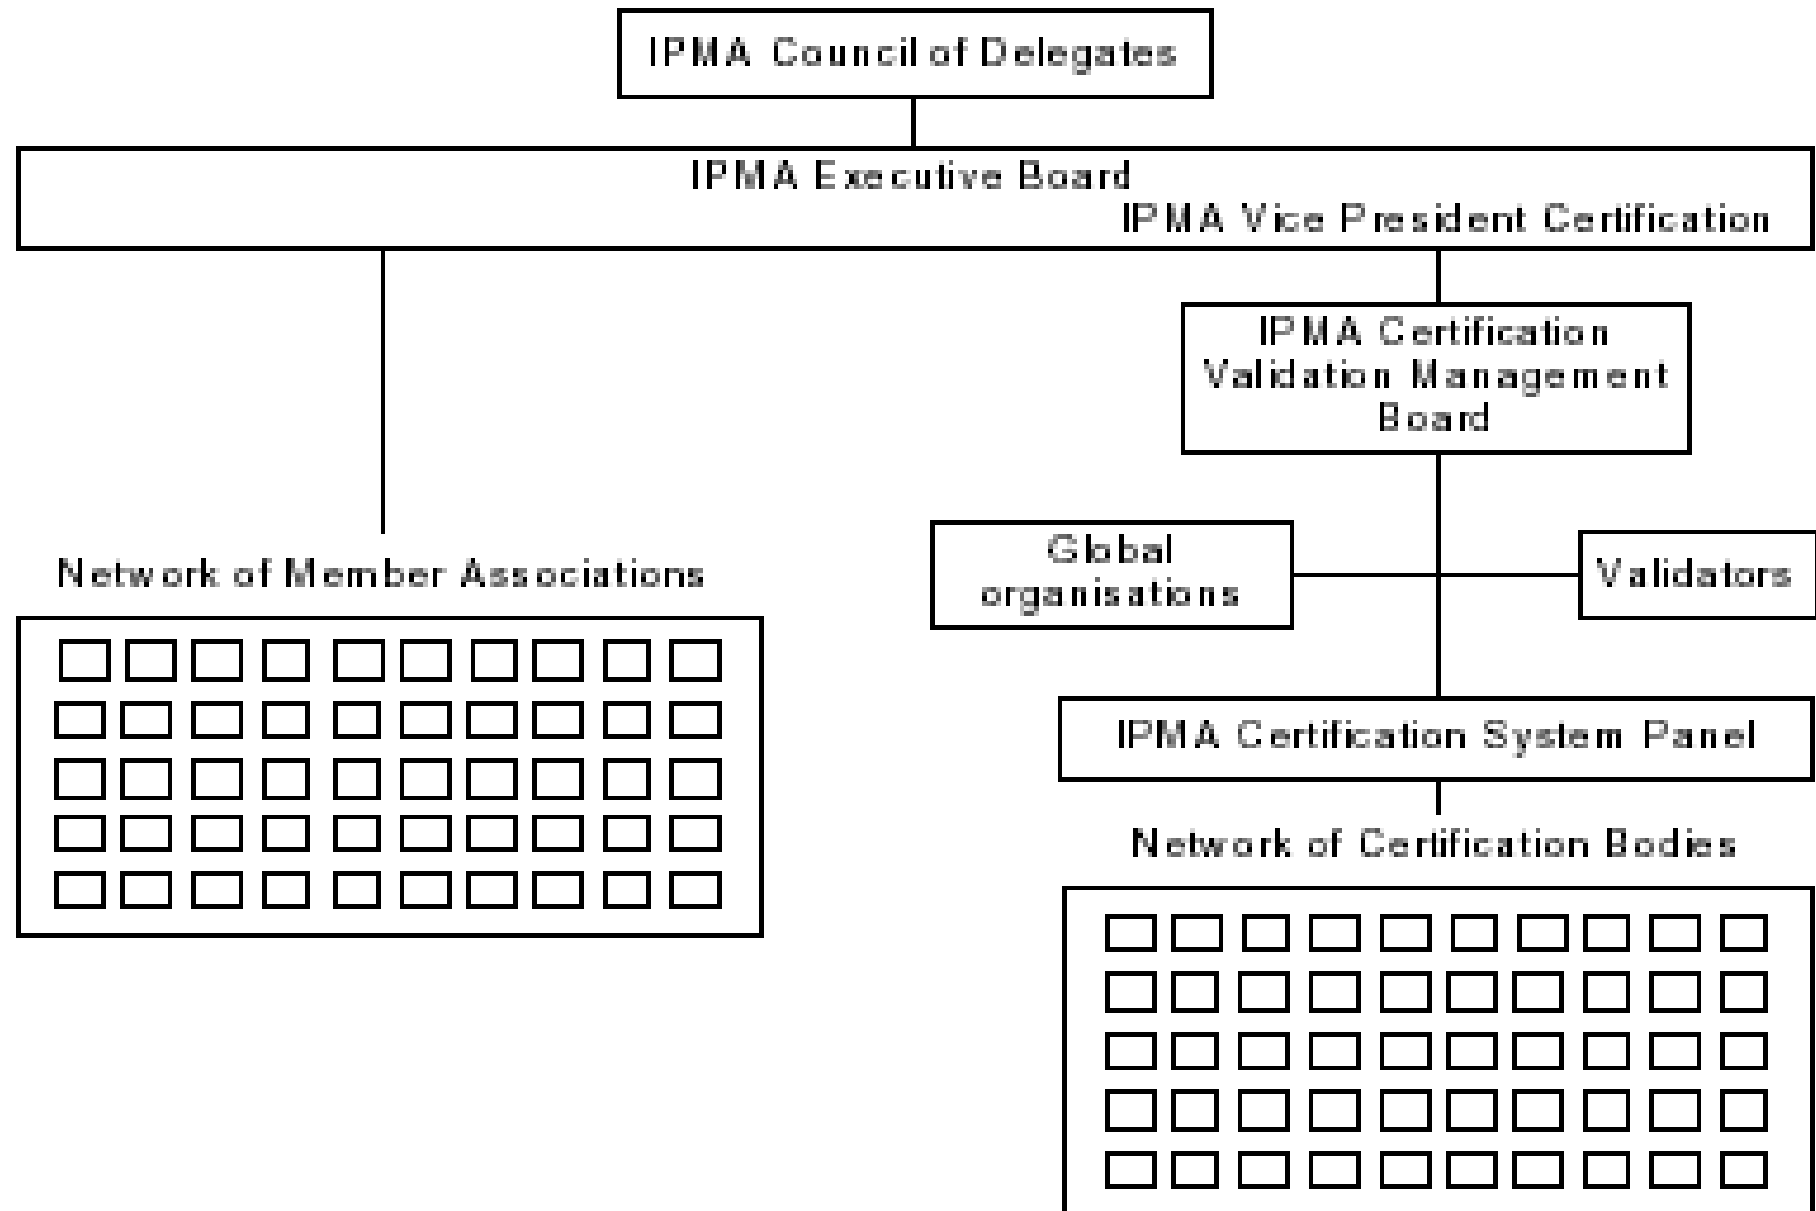 IPMA Council of Delegates
IPMA Executive Board
IPMA Vice President Certification
IPMA Certification
Validation Management
Board
Global
organisations
Validators
Network of Member Associations
IPMA Certification System Panel
Network of Certification Bodies